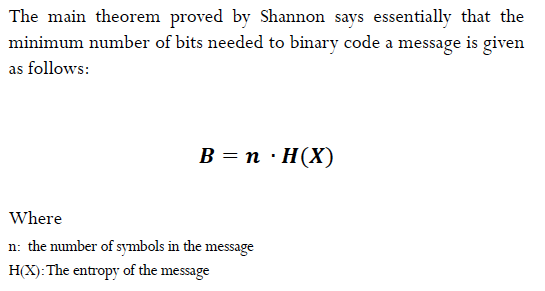 The main theorem proved by Shannon says essentially that the
minimum number of bits needed to binary code a message is given
as follows:
B = n · H(X)
Where
n: the number of symbols in the message
H(X): The entropy of the message